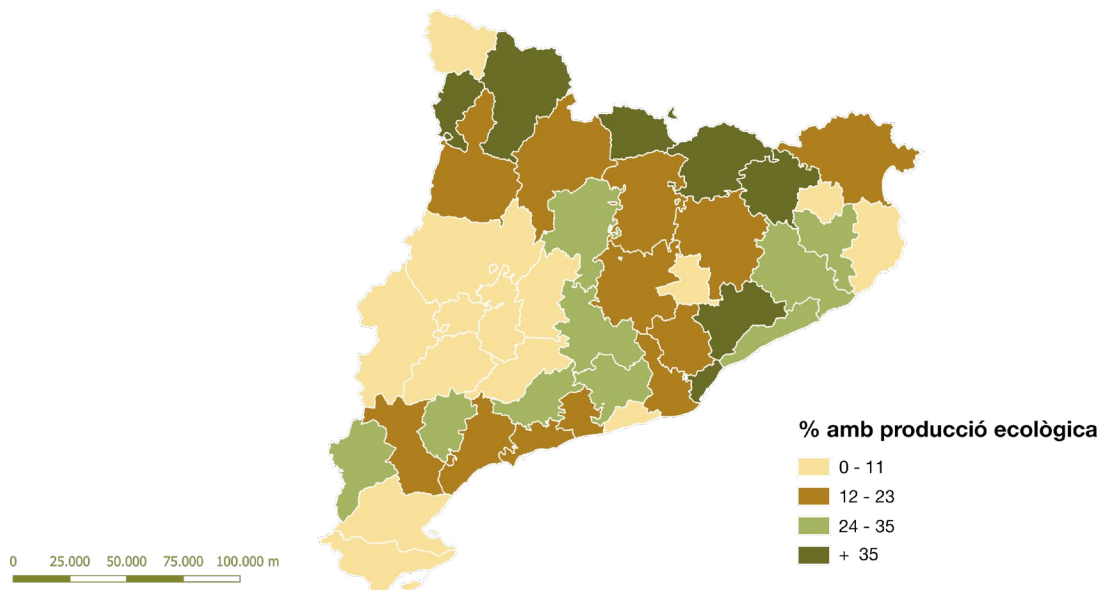 % amb producció ecològica
0 - 11
12 - 23
24 - 35
+ 35
0 25.000 50.000 75.000 100.000 m